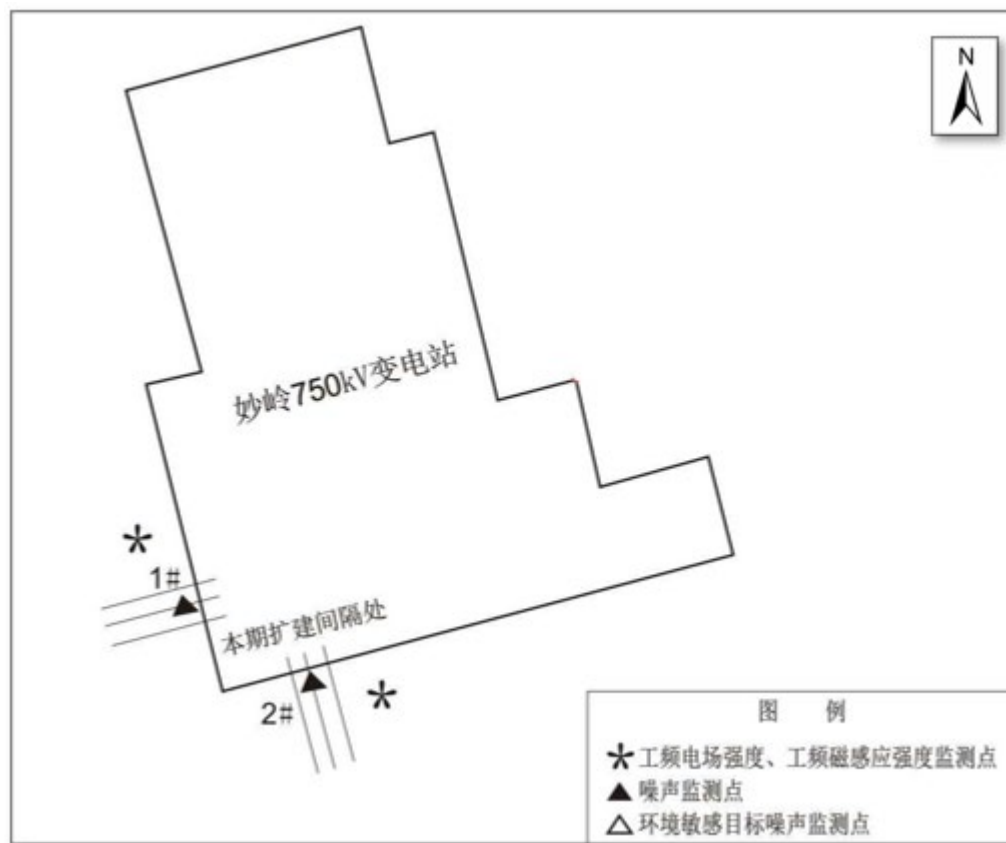 N
妙岭750kV变电站
1#
本期扩建间隔处
2#
图 例
工频电场强度、工频磁感应强度监测点
噪声监测点
环境敏感目标噪声监测点